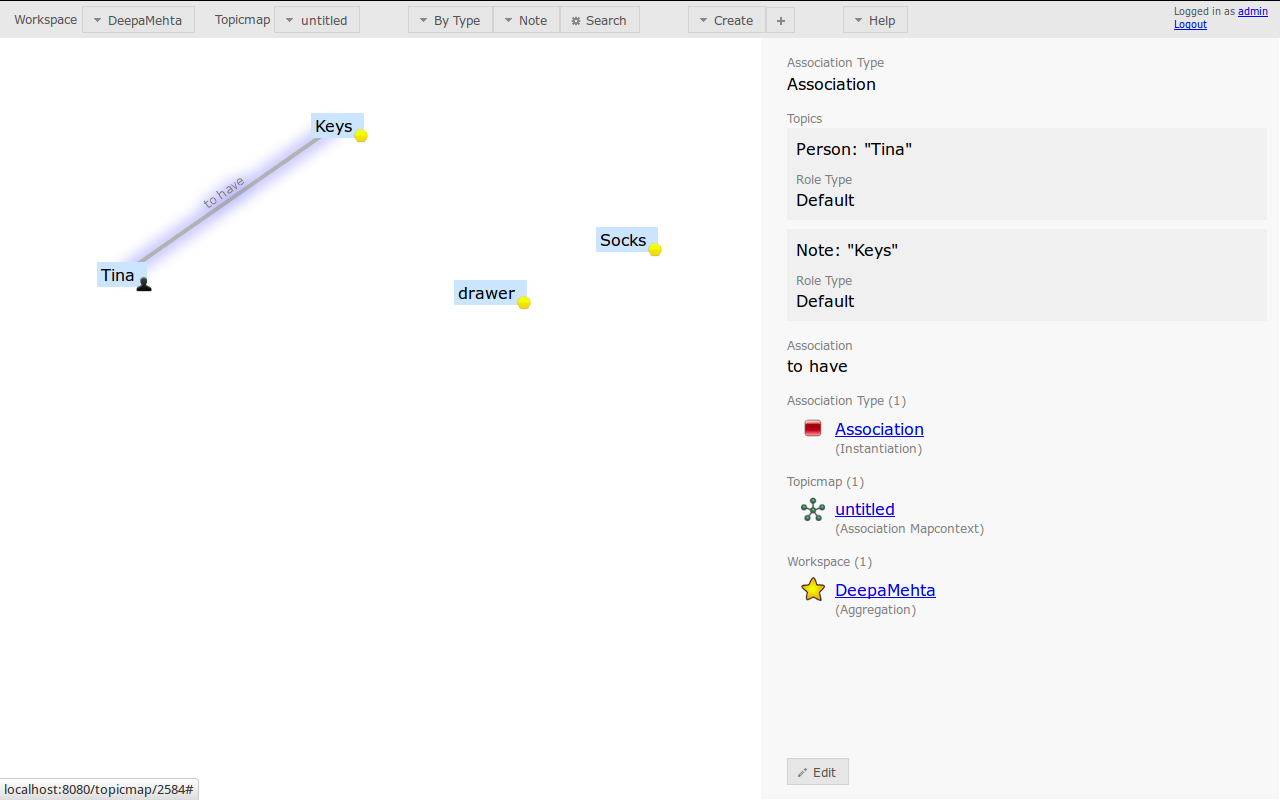 Workspace DeepaMehta Topicmap untitled By Type Note Search Create + Help Logged in as admin
Logout
Keys
to have
Tina
Socks
drawer
Association Type
Association
Topics
Person: "Tina"
Role Type
Default
Note: "Keys"
Role Type
Default
Association
to have
Association Type (1)
Association
(Instantiation)
Topicmap (1)
untitled
(Association Mapcontext)
Workspace (1)
DeepaMehta
(Aggregation)
Edit
localhost:8080/topicmap/2584#